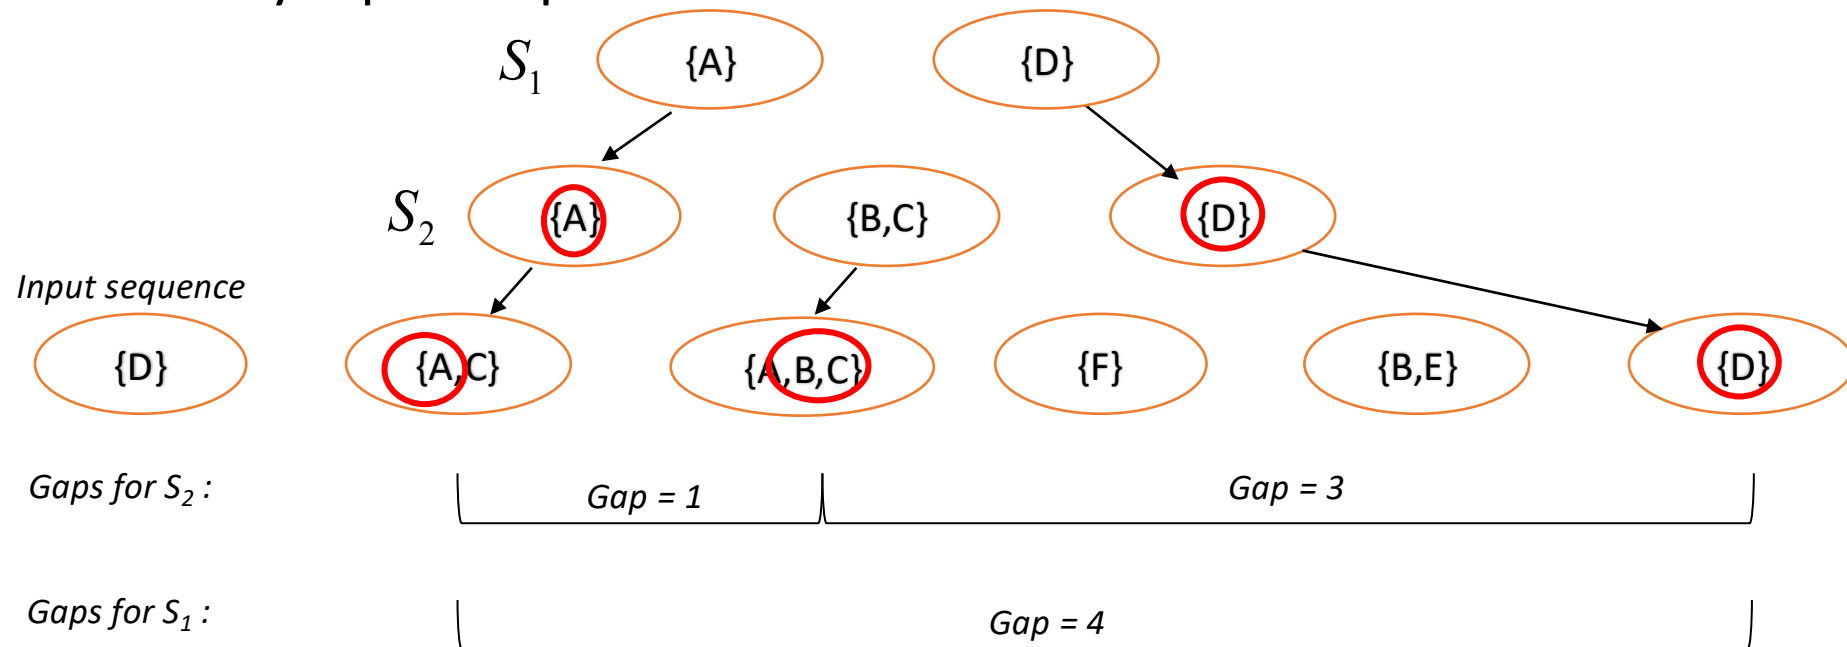 S1 {A} {D}
S2 {A} {B,C} {D}
Input sequence
{D} {A,C} {A,B,C} {F} {B,E} {D}
Gaps for S2 : Gap = 1 Gap = 3
Gaps for S1 : Gap = 4